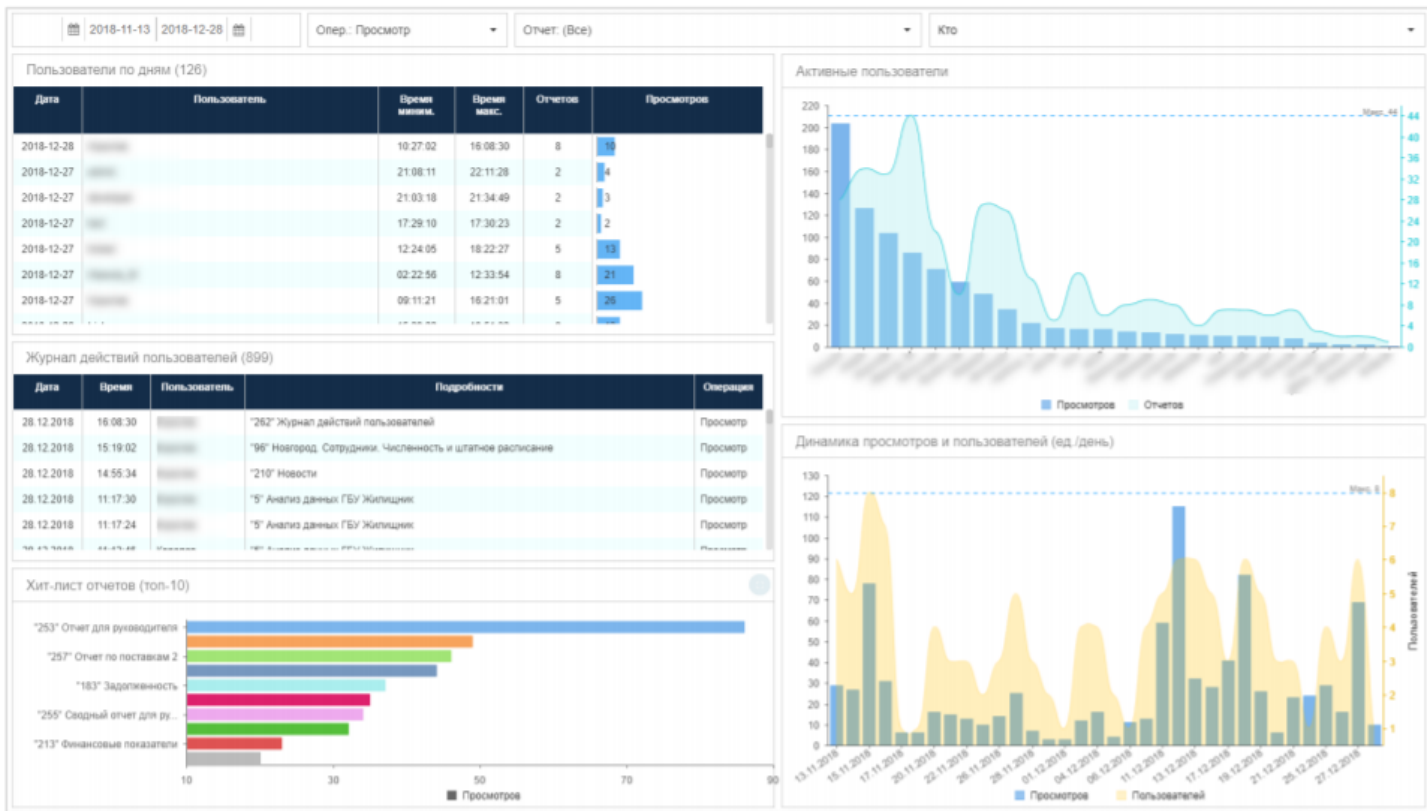 2018-11-13 2018-12-28 Опер.: Просмотр Отчет: (Все) Кто
Пользователи по дням (126)
Дата Пользователь Время миним. Время макс. Отчетов Просмотров
2018-12-28 10:27:02 16:08:30 8 10
2018-12-27 21:08:11 22:11:28 2 4
2018-12-27 21:03:18 21:34:49 2 3
2018-12-27 17:29:10 17:30:23 2 2
2018-12-27 12:24:05 18:22:27 5 13
2018-12-27 02:22:56 12:33:54 8 21
2018-12-27 09:11:21 16:21:01 5 26
Журнал действий пользователей (899)
Дата Время Пользователь Подробности Операция
28.12.2018 16:08:30 "262" Журнал действий пользователей Просмотр
28.12.2018 15:19:02 "96" Новгород. Сотрудники. Численность и штатное расписание Просмотр
28.12.2018 14:55:34 "210" Новости Просмотр
28.12.2018 11:17:30 "5" Анализ данных ГБУ Жилищник Просмотр
28.12.2018 11:17:24 "5" Анализ данных ГБУ Жилищник Просмотр
Хит-лист отчетов (топ-10)
"253" Отчет для руководителя
"257" Отчет по поставкам 2
"183" Задолженность
"255" Сводный отчет для ру...
"213" Финансовые показатели
10 30 50 70 90
Просмотров
Активные пользователи
Макс. 44
220
200
180
160
140
120
100
80
60
40
20
0
44
40
36
32
28
24
20
16
12
8
4
0
Просмотров Отчетов
Динамика просмотров и пользователей (ед./день)
Макс. 8
130
120
110
100
90
80
70
60
50
40
30
20
10
0
8
7
6
5
4
3
2
1
Пользователей
13.11.2018 15.11.2018 17.11.2018 20.11.2018 22.11.2018 26.11.2018 28.11.2018 01.12.2018 04.12.2018 06.12.2018 11.12.2018 13.12.2018 17.12.2018 19.12.2018 21.12.2018 25.12.2018 27.12.2018
Просмотров Пользователей